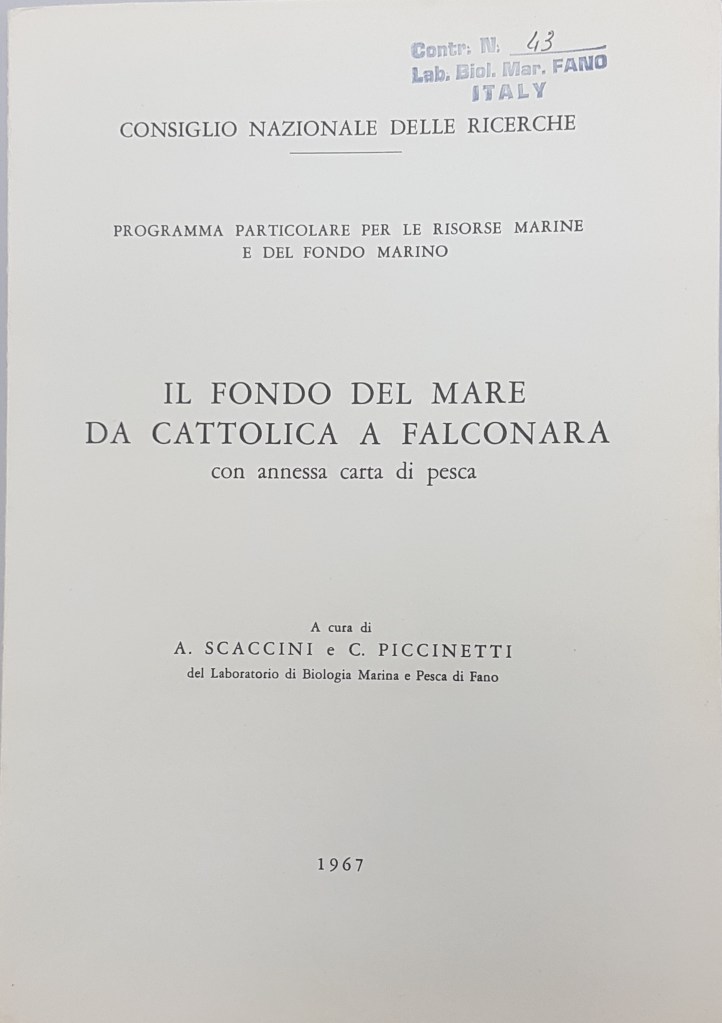 Contr: N: 43
Lab. Biol. Mar. FANO
ITALY
CONSIGLIO NAZIONALE DELLE RICERCHE
PROGRAMMA PARTICOLARE PER LE RISORSE MARINE
E DEL FONDO MARINO
IL FONDO DEL MARE
DA CATTOLICA A FALCONARA
con annessa carta di pesca
A cura di
A. SCACCINI e C. PICCINETTI
del Laboratorio di Biologia Marina e Pesca di Fano
1967